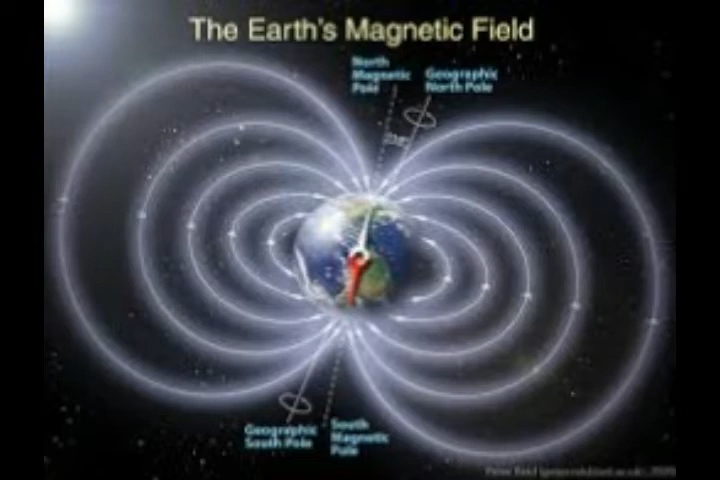 The Earth's Magnetic Field
North
Magnetic
Pole
Geographic
North Pole
Geographic
South Pole
South
Magnetic
Pole